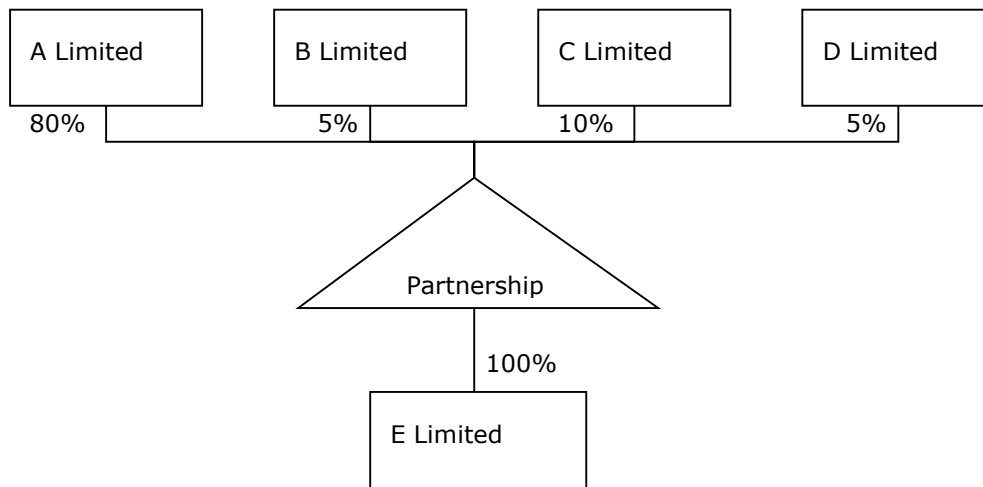 A Limited
B Limited
C Limited
D Limited
80%
5%
10%
5%
Partnership
100%
E Limited